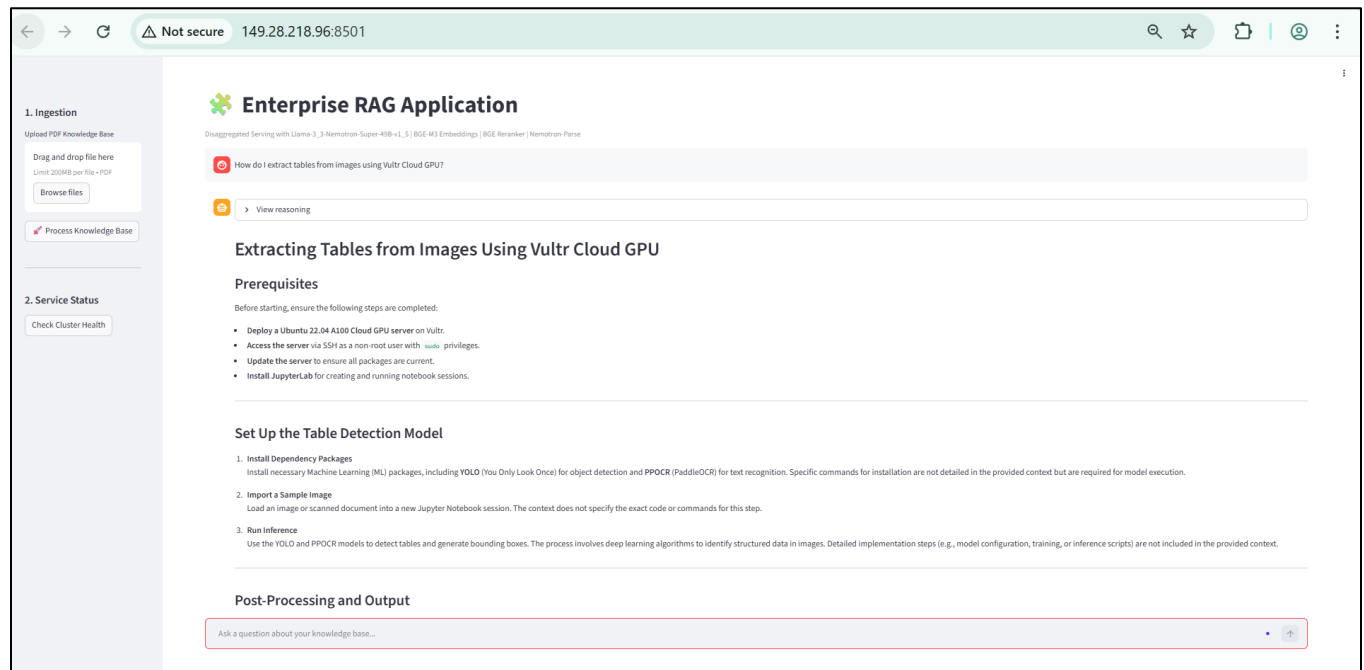 Not secure 149.28.218.96:8501
1. Ingestion
Upload PDF Knowledge Base
Drag and drop file here
Limit 200MB per file • PDF
Browse files
Process Knowledge Base
2. Service Status
Check Cluster Health
Enterprise RAG Application
Disaggregated Serving with Llama-3_3-Nemotron-Super-49B-v1_5 | BGE-M3 Embeddings | BGE Reranker | Nemotron-Parse
How do I extract tables from images using Vultr Cloud GPU?
View reasoning
Extracting Tables from Images Using Vultr Cloud GPU
Prerequisites
Before starting, ensure the following steps are completed:
• Deploy a Ubuntu 22.04 A100 Cloud GPU server on Vultr.
• Access the server via SSH as a non-root user with sudo privileges.
• Update the server to ensure all packages are current.
• Install JupyterLab for creating and running notebook sessions.
Set Up the Table Detection Model
1. Install Dependency Packages
Install necessary Machine Learning (ML) packages, including YOLO (You Only Look Once) for object detection and PPOCR (PaddleOCR) for text recognition. Specific commands for installation are not detailed in the provided context but are required for model execution.
2. Import a Sample Image
Load an image or scanned document into a new Jupyter Notebook session. The context does not specify the exact code or commands for this step.
3. Run Inference
Use the YOLO and PPOCR models to detect tables and generate bounding boxes. The process involves deep learning algorithms to identify structured data in images. Detailed implementation steps (e.g., model configuration, training, or inference scripts) are not included in the provided context.
Post-Processing and Output
Ask a question about your knowledge base...